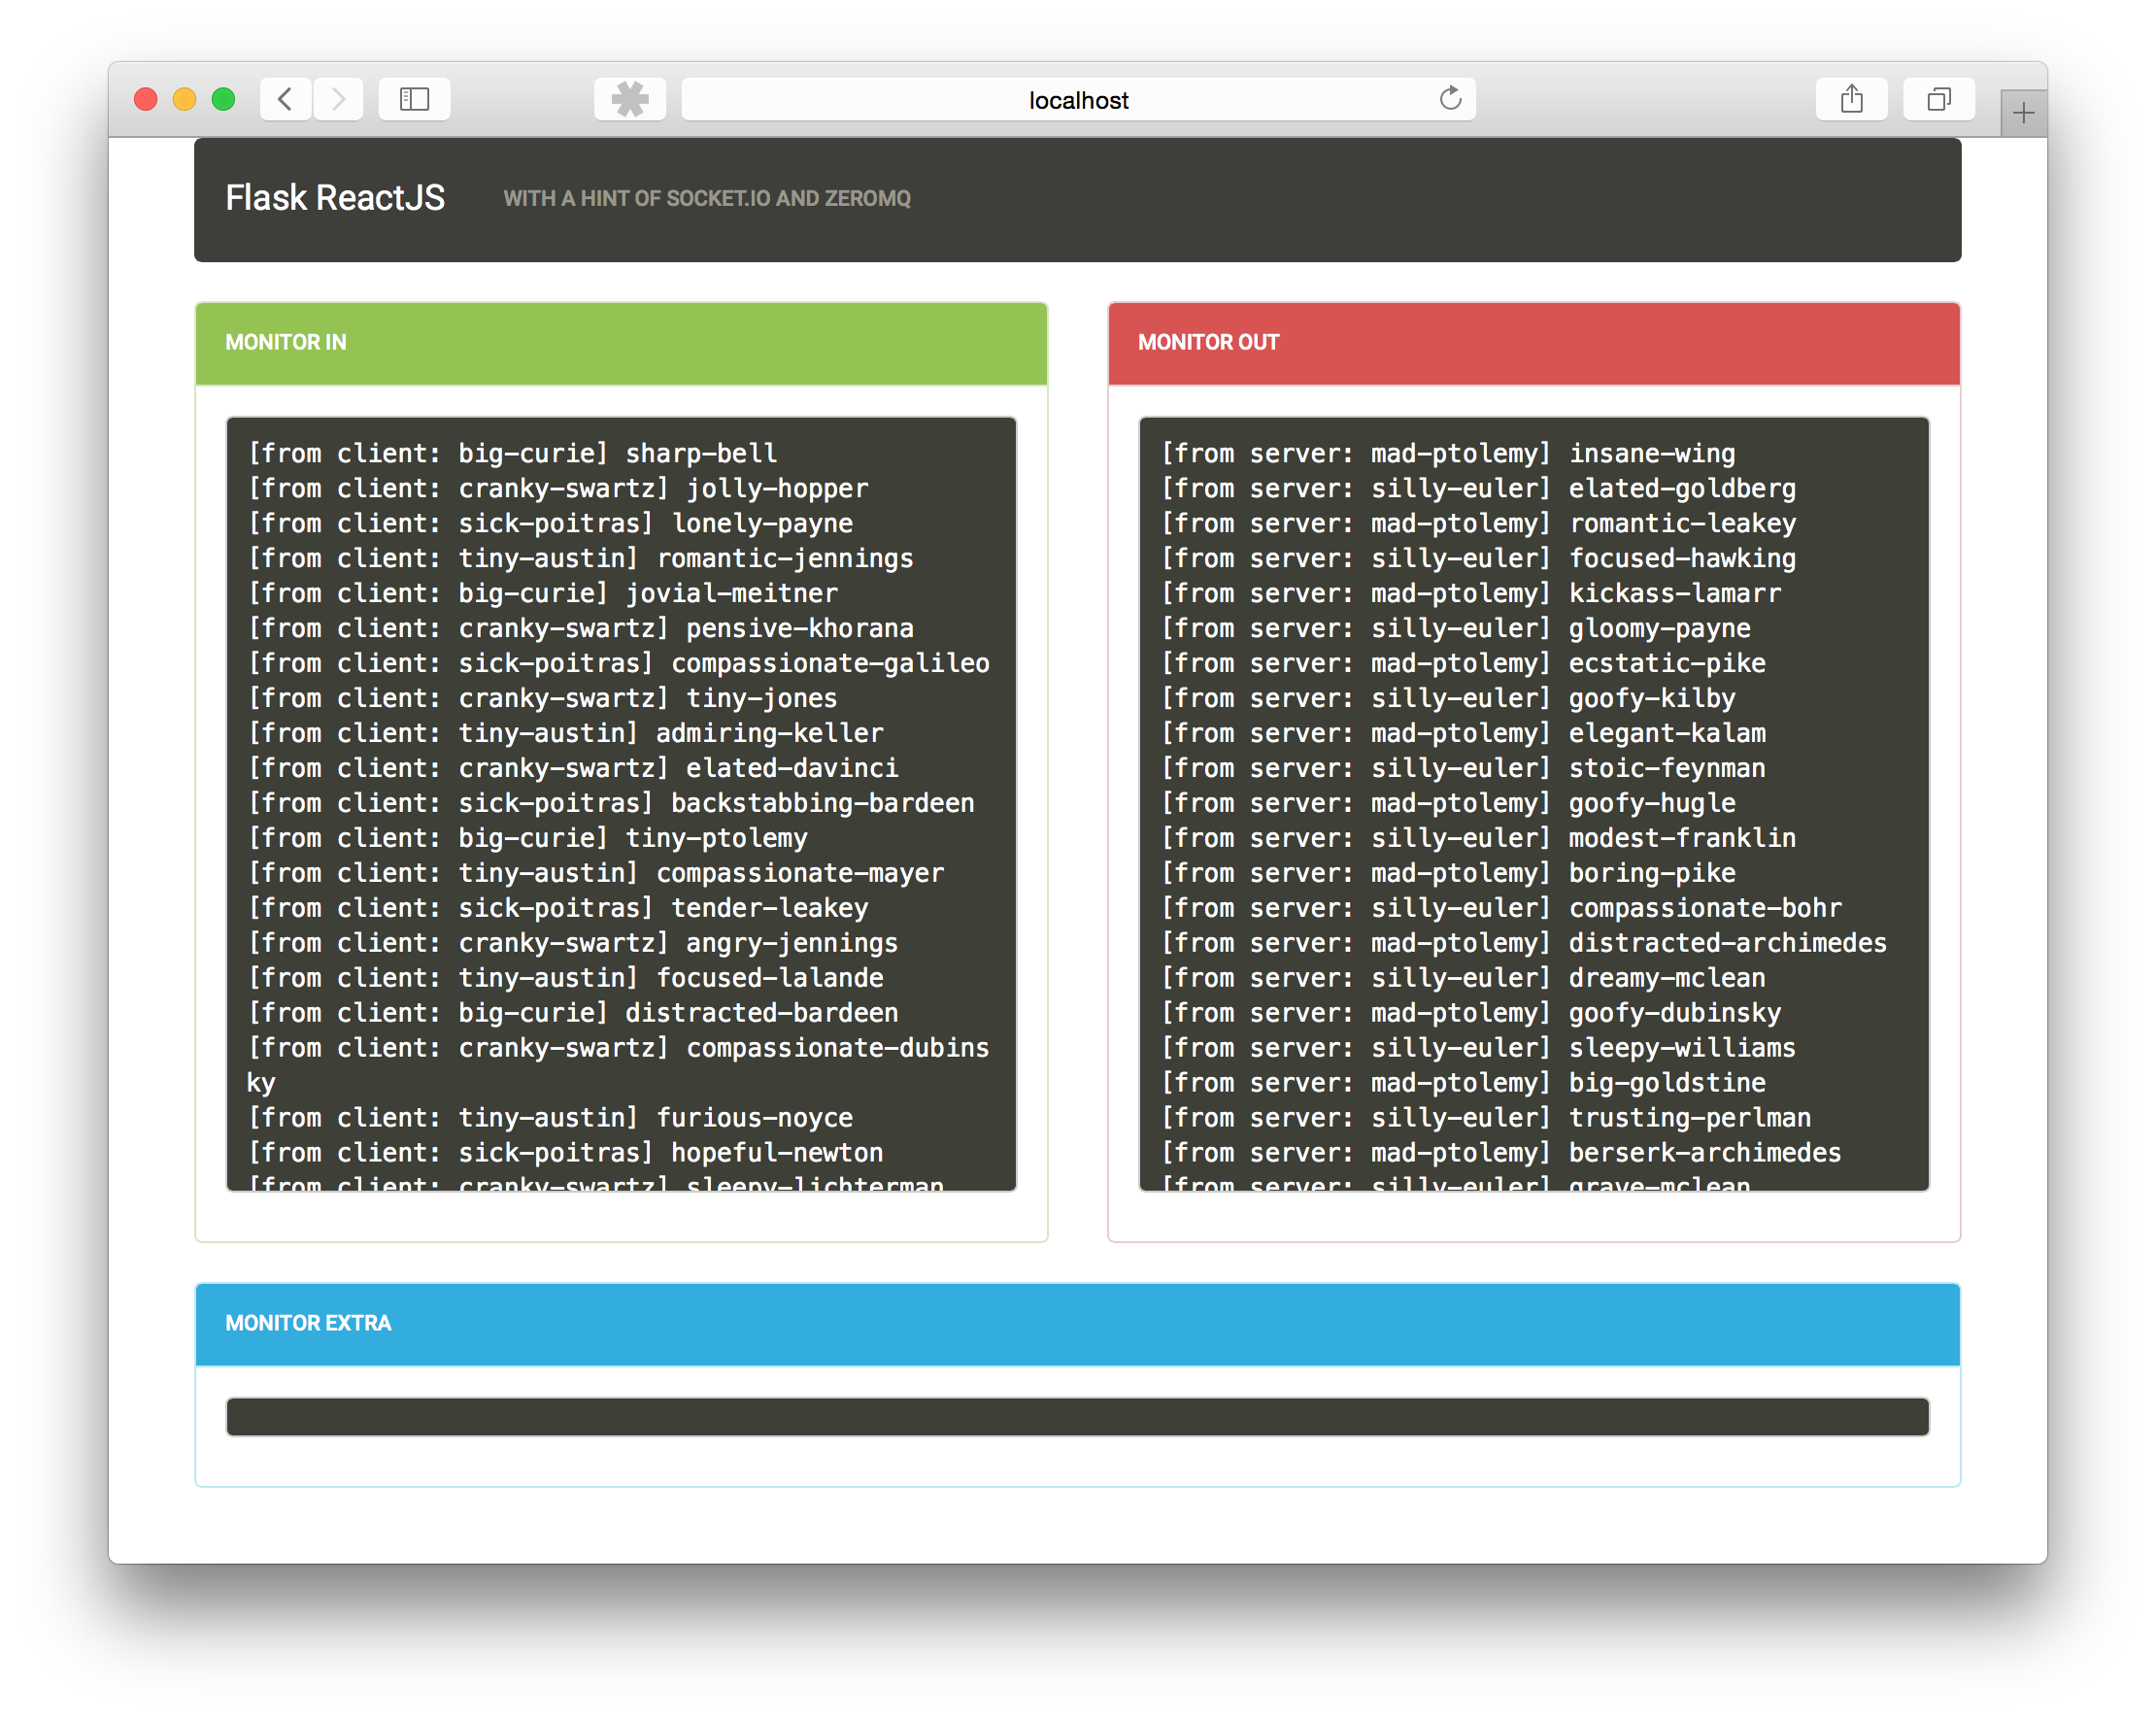 localhost
Flask ReactJS WITH A HINT OF SOCKET.IO AND ZEROMQ
MONITOR IN
[from client: big-curie] sharp-bell
[from client: cranky-swartz] jolly-hopper
[from client: sick-poitras] lonely-payne
[from client: tiny-austin] romantic-jennings
[from client: big-curie] jovial-meitner
[from client: cranky-swartz] pensive-khorana
[from client: sick-poitras] compassionate-galileo
[from client: cranky-swartz] tiny-jones
[from client: tiny-austin] admiring-keller
[from client: cranky-swartz] elated-davinci
[from client: sick-poitras] backstabbing-bardeen
[from client: big-curie] tiny-ptolemy
[from client: tiny-austin] compassionate-mayer
[from client: sick-poitras] tender-leakey
[from client: cranky-swartz] angry-jennings
[from client: tiny-austin] focused-lalande
[from client: big-curie] distracted-bardeen
[from client: cranky-swartz] compassionate-dubins
ky
[from client: tiny-austin] furious-noyce
[from client: sick-poitras] hopeful-newton
[from client: cranky-swartz] sleepy-lichterman
MONITOR OUT
[from server: mad-ptolemy] insane-wing
[from server: silly-euler] elated-goldberg
[from server: mad-ptolemy] romantic-leakey
[from server: silly-euler] focused-hawking
[from server: mad-ptolemy] kickass-lamarr
[from server: silly-euler] gloomy-payne
[from server: mad-ptolemy] ecstatic-pike
[from server: silly-euler] goofy-kilby
[from server: mad-ptolemy] elegant-kalam
[from server: silly-euler] stoic-feynman
[from server: mad-ptolemy] goofy-hugle
[from server: silly-euler] modest-franklin
[from server: mad-ptolemy] boring-pike
[from server: silly-euler] compassionate-bohr
[from server: mad-ptolemy] distracted-archimedes
[from server: silly-euler] dreamy-mclean
[from server: mad-ptolemy] goofy-dubinsky
[from server: silly-euler] sleepy-williams
[from server: mad-ptolemy] big-goldstine
[from server: silly-euler] trusting-perlman
[from server: mad-ptolemy] berserk-archimedes
[from server: silly-euler] grave-mclean
MONITOR EXTRA